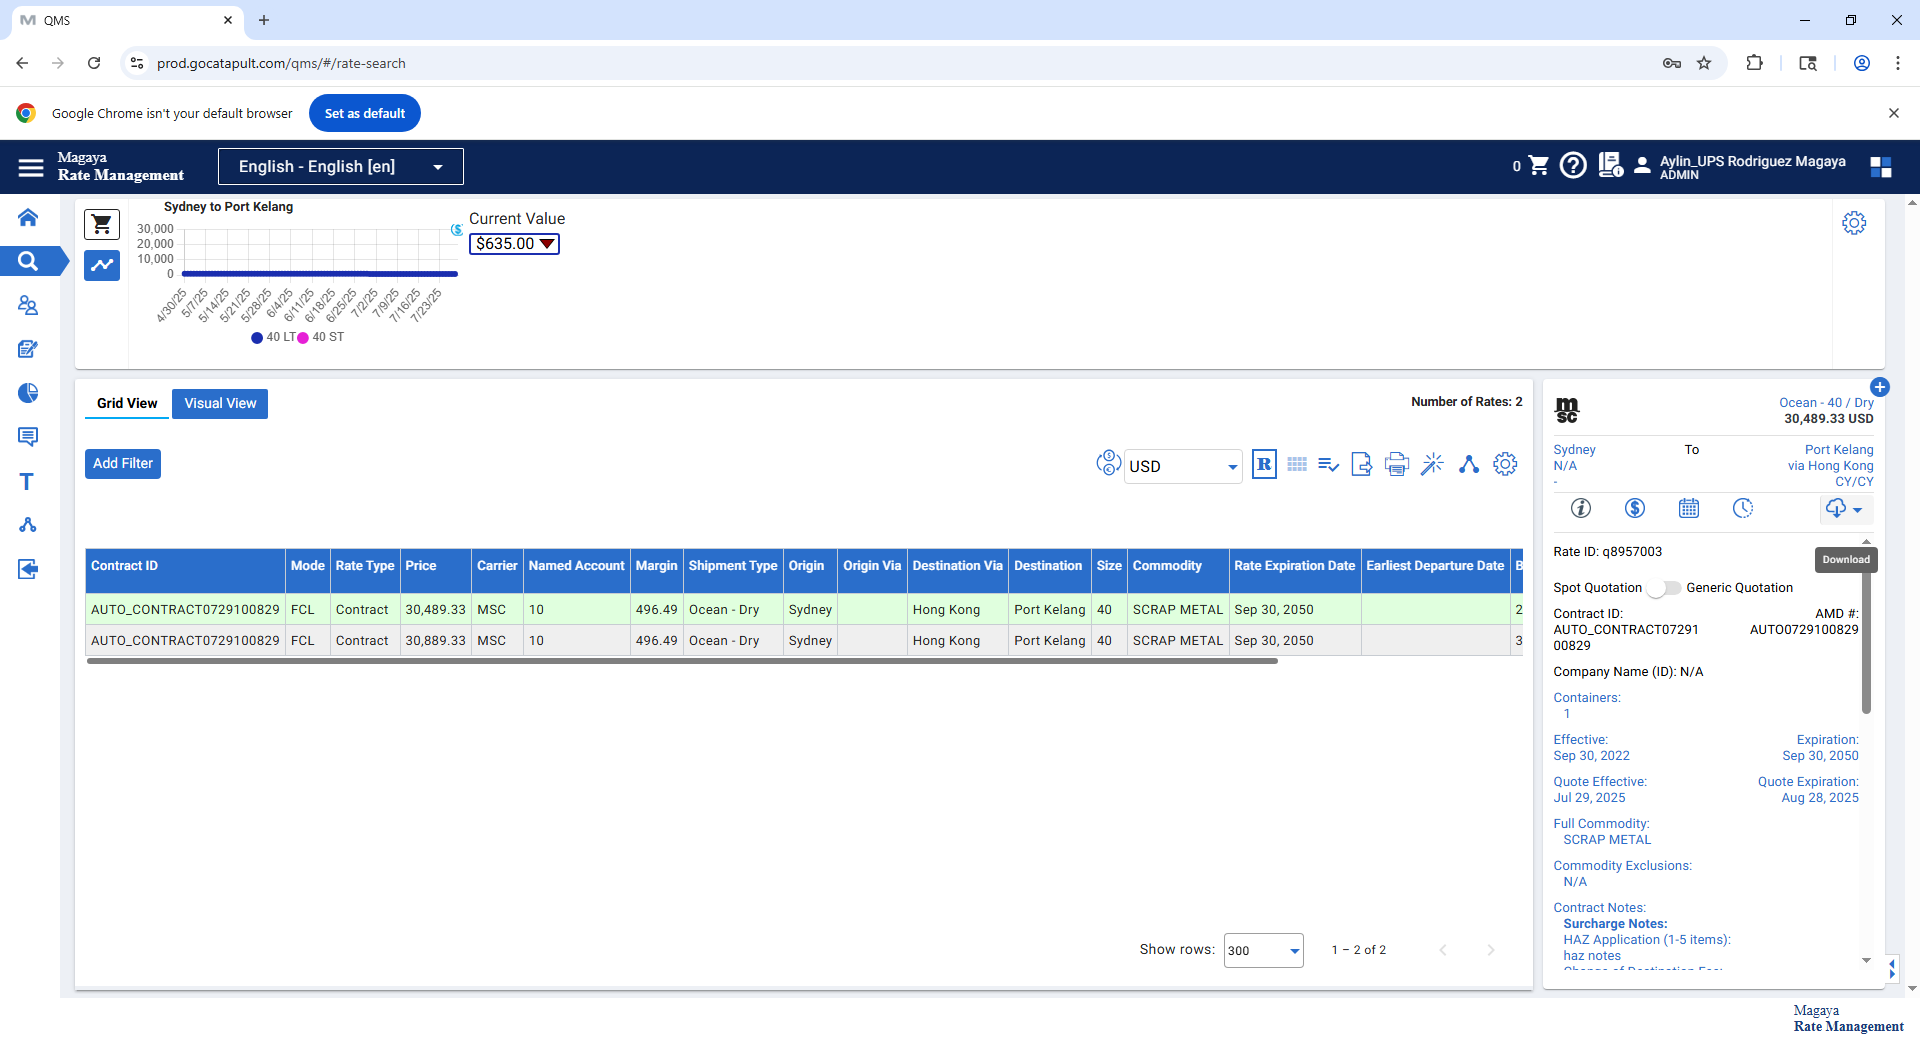 QMS
prod.gocatapult.com/qms/#/rate-search
Google Chrome isn't your default browser
Set as default
Magaya
Rate Management
English - English [en]
0
Aylin_UPS Rodriguez Magaya
ADMIN
Sydney to Port Kelang
30,000
20,000
10,000
0
4/30/25 5/7/25 5/14/25 5/21/25 5/28/25 6/4/25 6/11/25 6/18/25 6/25/25 7/2/25 7/9/25 7/16/25 7/23/25
40 LT 40 ST
Current Value
$635.00
Grid View
Visual View
Number of Rates: 2
Add Filter
USD
R
Contract ID Mode Rate Type Price Carrier Named Account Margin Shipment Type Origin Origin Via Destination Via Destination Size Commodity Rate Expiration Date Earliest Departure Date B
AUTO_CONTRACT0729100829 FCL Contract 30,489.33 MSC 10 496.49 Ocean - Dry Sydney Hong Kong Port Kelang 40 SCRAP METAL Sep 30, 2050 2
AUTO_CONTRACT0729100829 FCL Contract 30,889.33 MSC 10 496.49 Ocean - Dry Sydney Hong Kong Port Kelang 40 SCRAP METAL Sep 30, 2050 3
Show rows: 300 1 – 2 of 2
msc
Ocean - 40 / Dry
30,489.33 USD
Sydney To Port Kelang
N/A via Hong Kong
- CY/CY
Rate ID: q8957003
Download
Spot Quotation Generic Quotation
Contract ID: AMD #:
AUTO_CONTRACT07291 AUTO0729100829
00829
Company Name (ID): N/A
Containers:
1
Effective: Expiration:
Sep 30, 2022 Sep 30, 2050
Quote Effective: Quote Expiration:
Jul 29, 2025 Aug 28, 2025
Full Commodity:
SCRAP METAL
Commodity Exclusions:
N/A
Contract Notes:
Surcharge Notes:
HAZ Application (1-5 items):
haz notes
Magaya
Rate Management